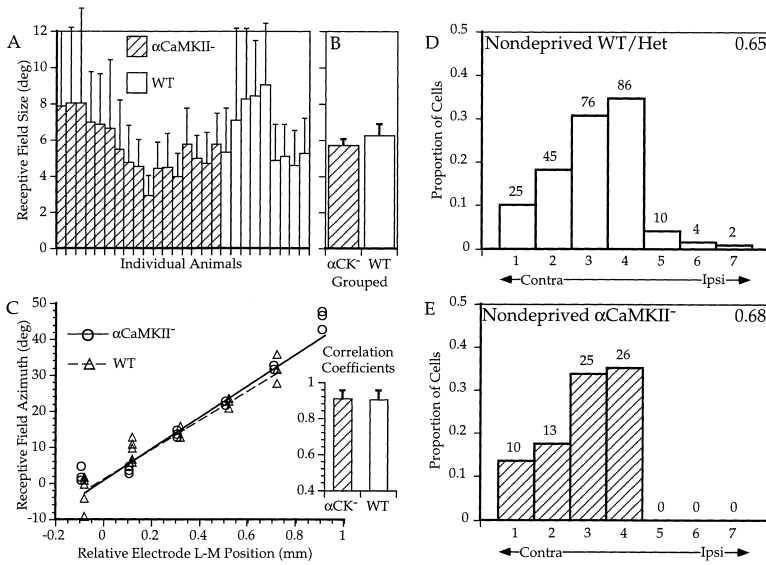 A
αCaMKII-
WT
Receptive Field Size (deg)
12
10
8
6
4
2
0
Individual Animals
B
αCK⁻ WT
Grouped
C
αCaMKII⁻
WT
Receptive Field Azimuth (deg)
50
40
30
20
10
0
-10
-0.2 0 0.2 0.4 0.6 0.8 1
Relative Electrode L-M Position (mm)
Correlation
Coefficients
1
0.8
0.6
0.4
αCK⁻ WT
D
Nondeprived WT/Het 0.65
Proportion of Cells
0.5
0.4
0.3
0.2
0.1
0.0
25 45 76 86 10 4 2
1 2 3 4 5 6 7
Contra Ipsi
E
Nondeprived αCaMKII⁻ 0.68
Proportion of Cells
0.5
0.4
0.3
0.2
0.1
0.0
10 13 25 26 0 0 0
1 2 3 4 5 6 7
Contra Ipsi